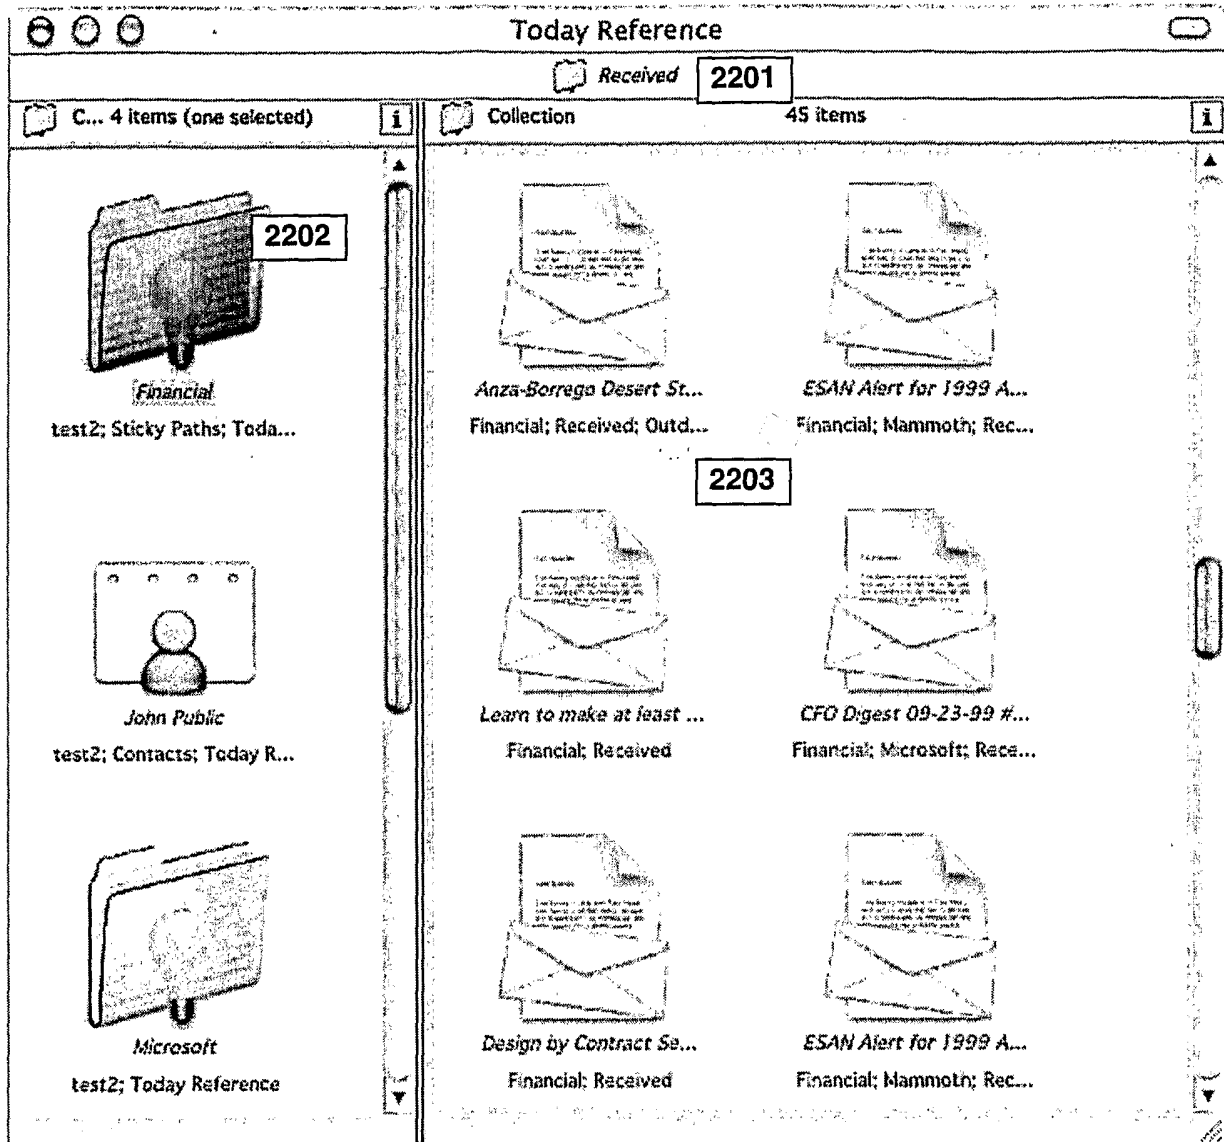 Today Reference
Received 2201
C... 4 items (one selected) i
Collection 45 items i
2202
Financial
test2; Sticky Paths; Toda...
Anza-Borrego Desert St...
Financial; Received; Outd...
ESAN Alert for 1999 A...
Financial; Mammoth; Rec...
2203
John Public
test2; Contacts; Today R...
Learn to make at least ...
Financial; Received
CFO Digest 09-23-99 #...
Financial; Microsoft; Rece...
Microsoft
test2; Today Reference
Design by Contract Se...
Financial; Received
ESAN Alert for 1999 A...
Financial; Mammoth; Rec...